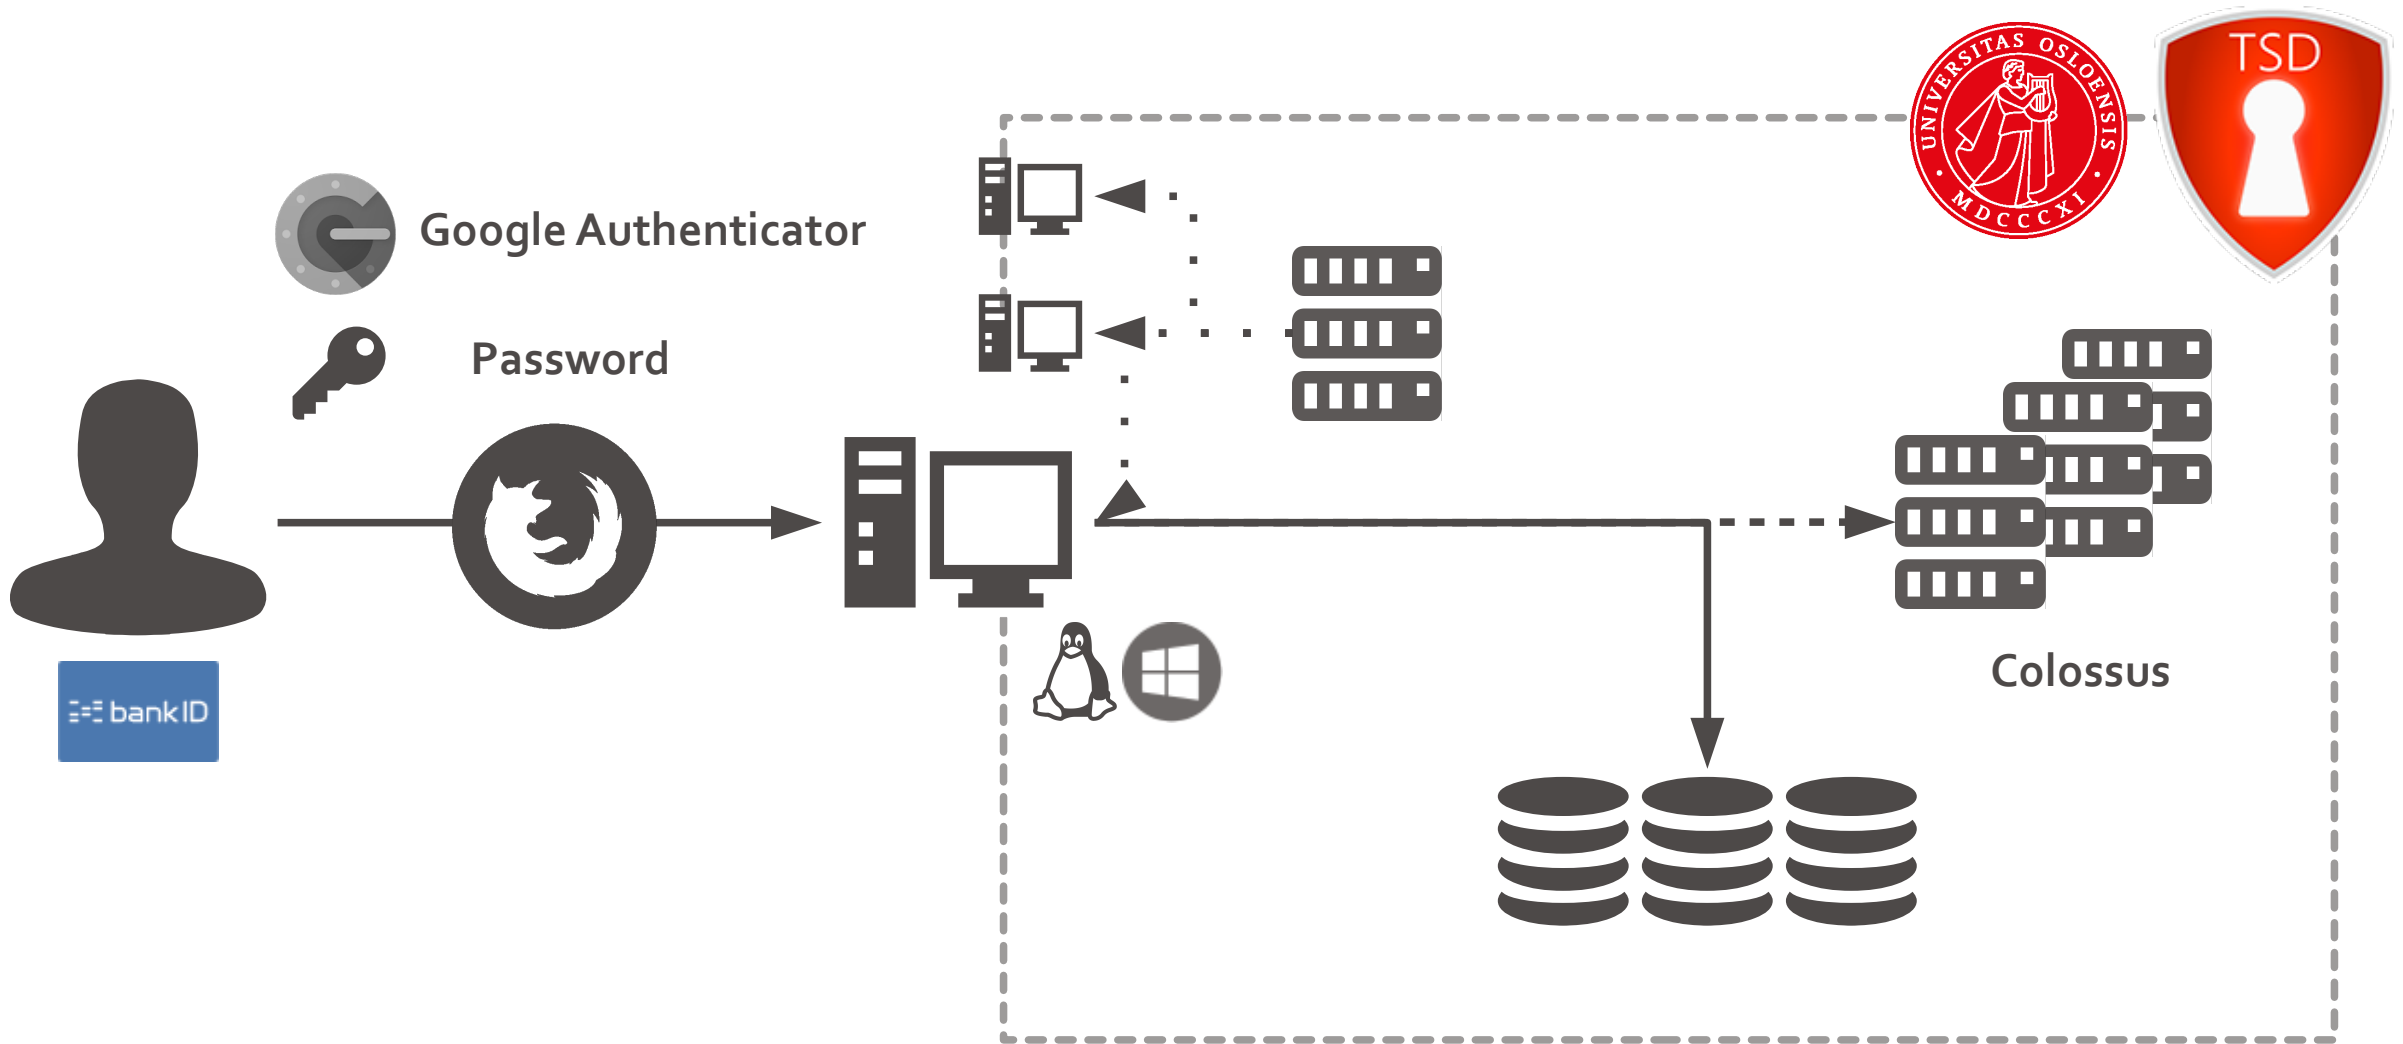 UNIVERSITAS OSLOENSIS
MDCCCXI
TSD
Google Authenticator
Password
bankID
Colossus